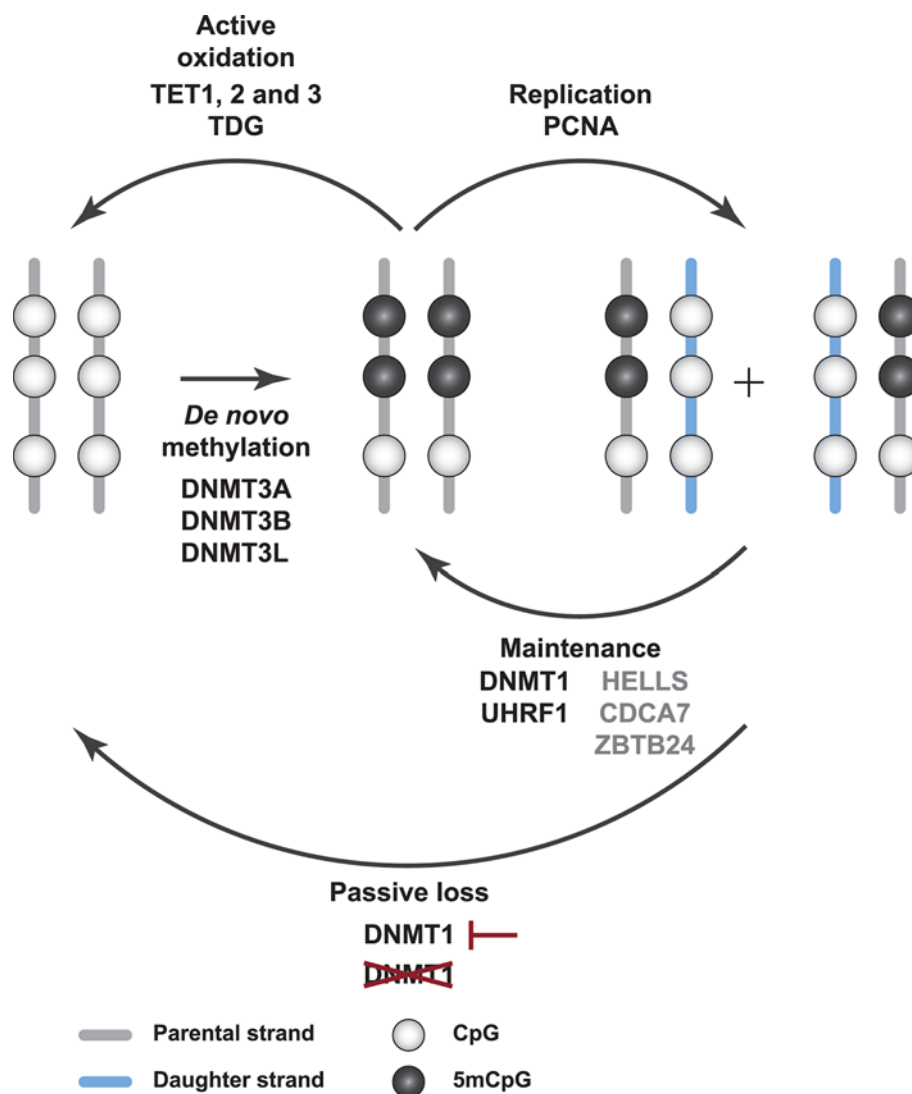 Active
oxidation
TET1, 2 and 3
TDG
Replication
PCNA
De novo
methylation
DNMT3A
DNMT3B
DNMT3L
+
Maintenance
DNMT1 HELLS
UHRF1 CDCA7
ZBTB24
Passive loss
DNMT1
DNMT1
Parental strand CpG
Daughter strand 5mCpG